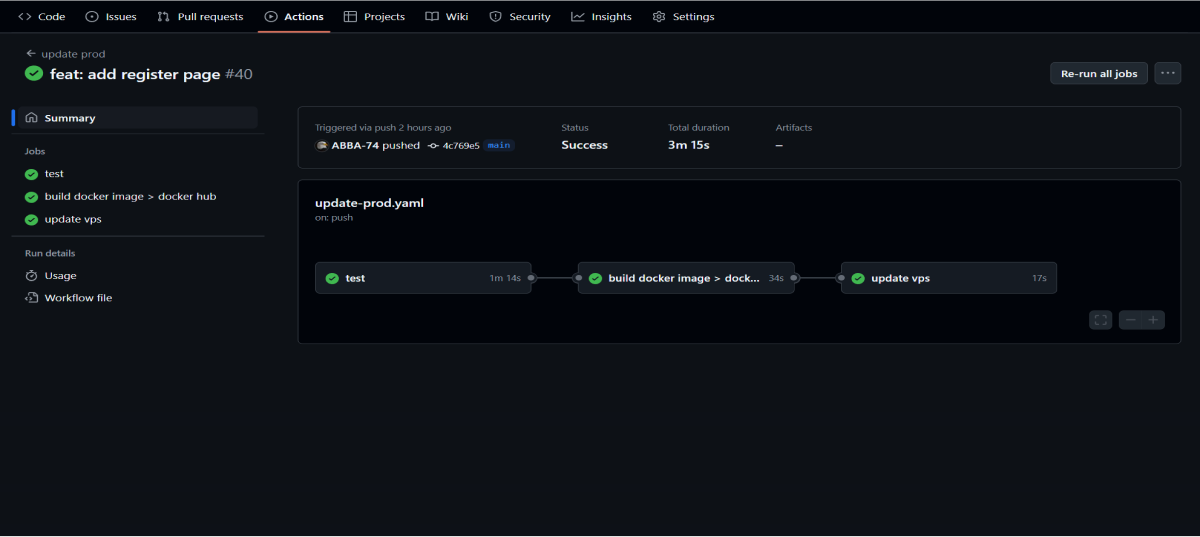 Code Issues Pull requests Actions Projects Wiki Security Insights Settings
update prod
feat: add register page #40
Re-run all jobs
Summary
Jobs
test
build docker image > docker hub
update vps
Run details
Usage
Workflow file
Triggered via push 2 hours ago
ABBA-74 pushed 4c769e5 main
Status
Success
Total duration
3m 15s
Artifacts
–
update-prod.yaml
on: push
test 1m 14s
build docker image > dock... 34s
update vps 17s